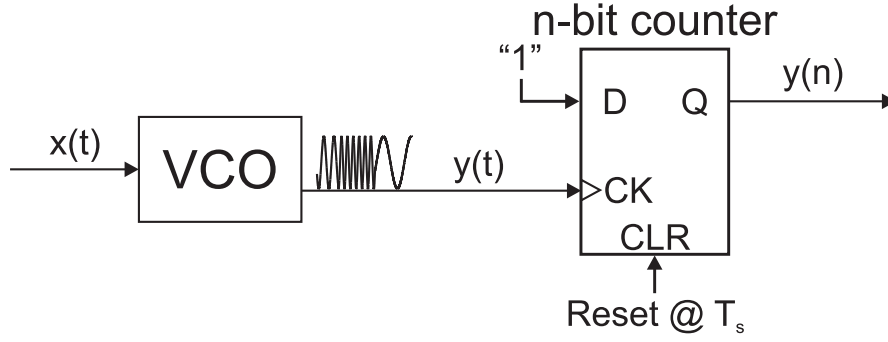 n-bit counter
“1”
y(n)
D Q
x(t)
VCO
y(t)
CK
CLR
Reset @ Ts